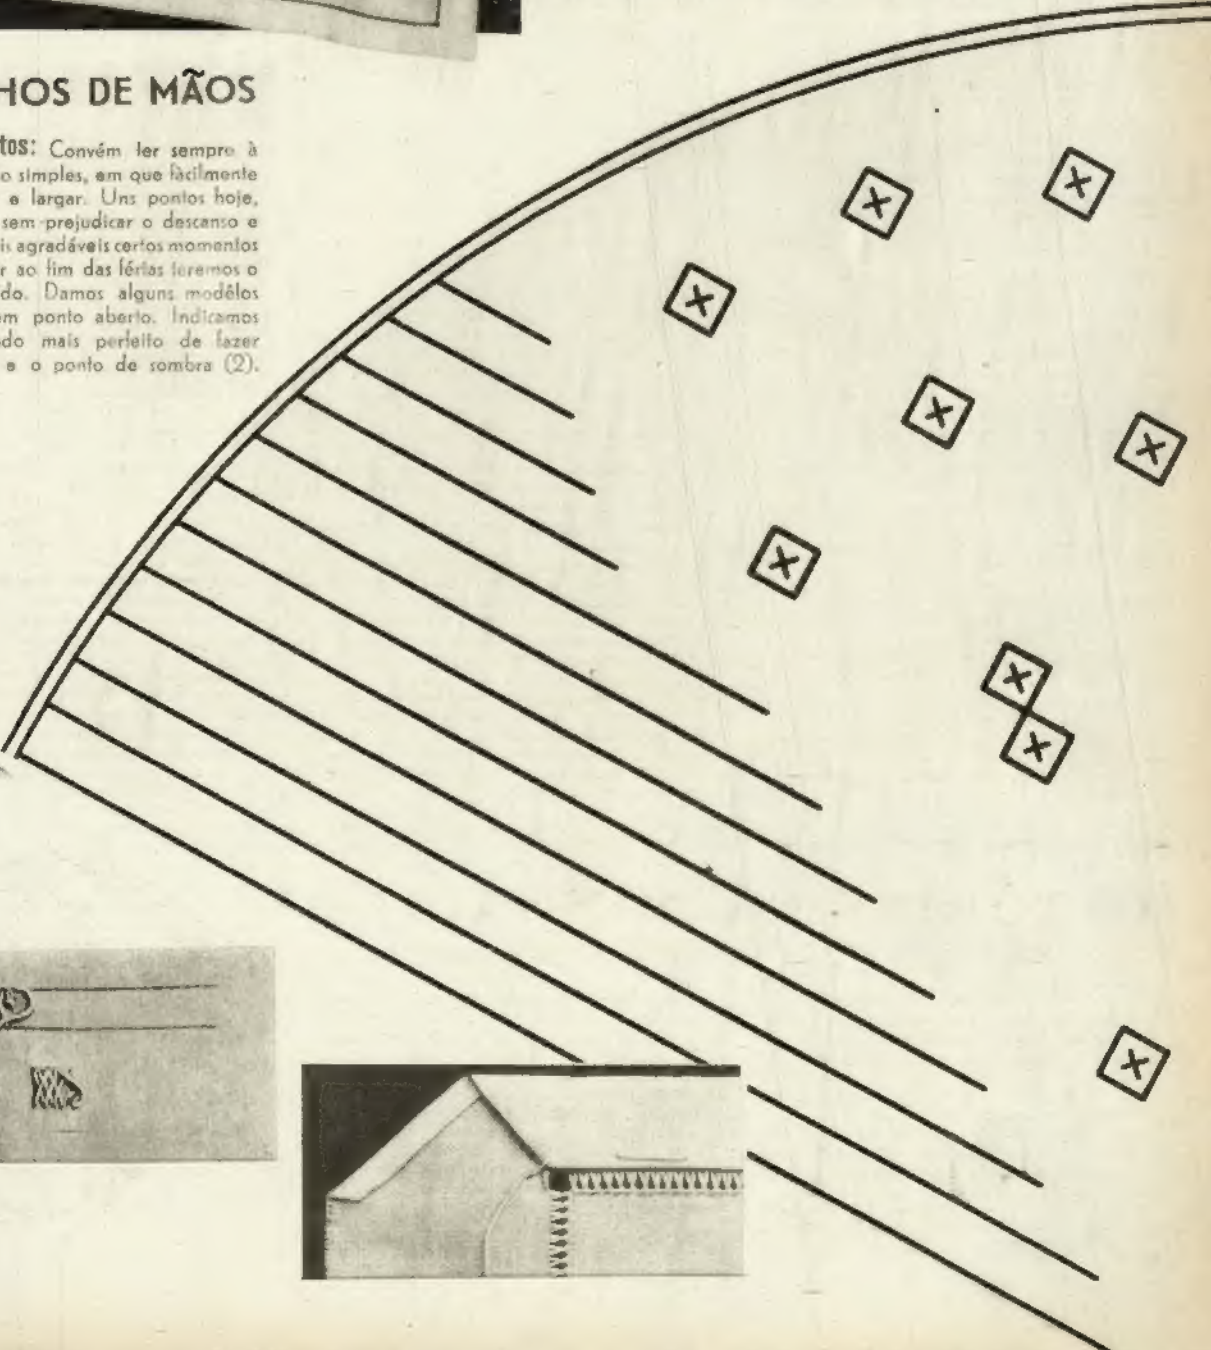 HOS DE MÃOS
tos: Convém ter sempre à
o simples, em que fàcilmente
e largar. Uns pontos hoje,
sem prejudicar o descanso e
is agradáveis certos momentos
r ao fim das férias teremos o
do. Damos alguns modêlos
m ponto aberto. Indicamos
do mais perfeito de fazer
e o ponto de sombra (2).